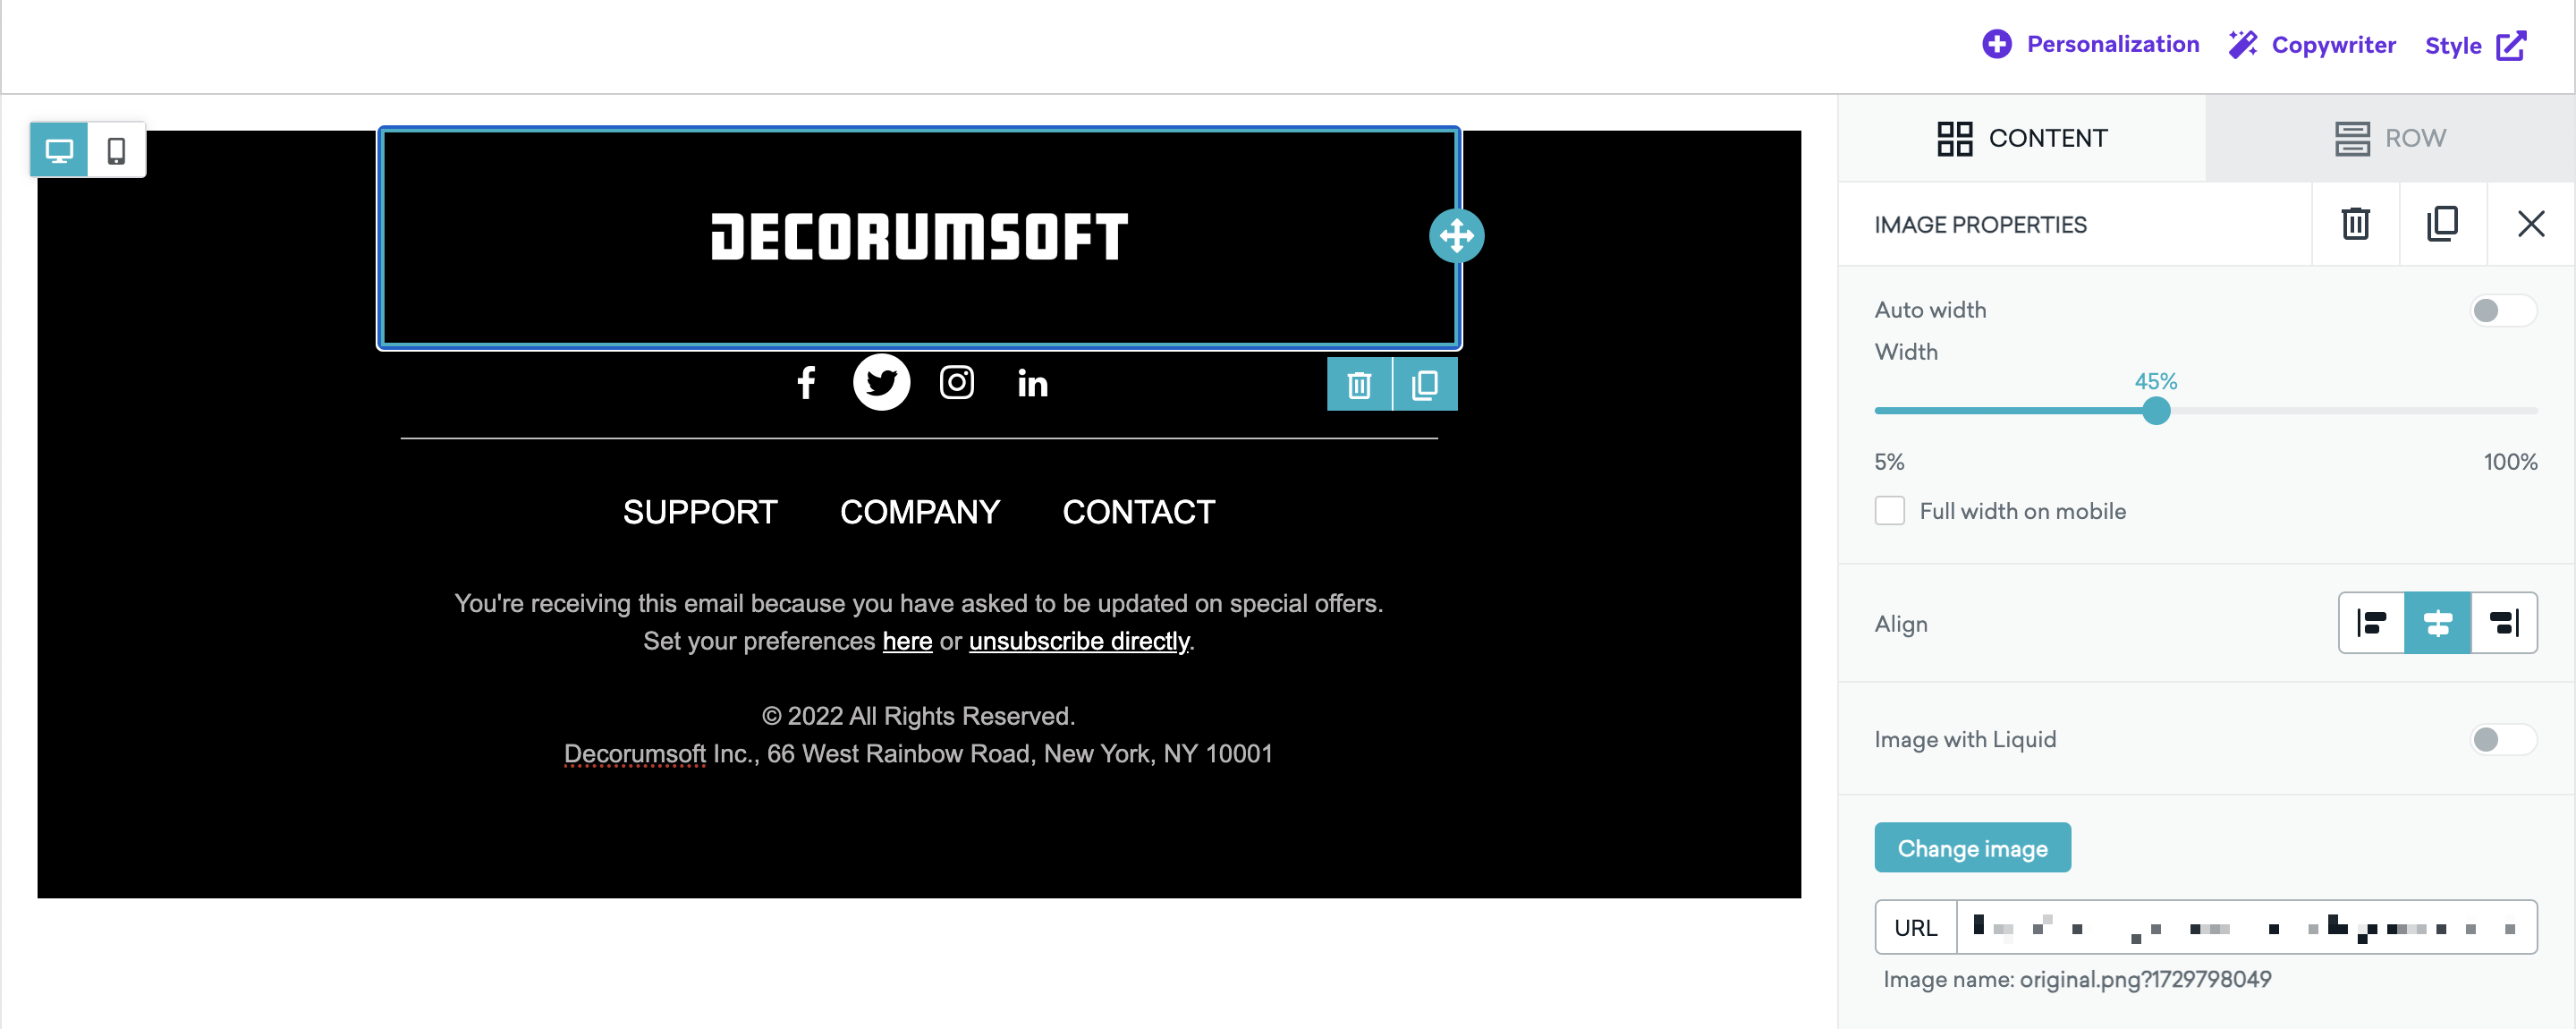 Personalization Copywriter Style
CONTENT ROW
IMAGE PROPERTIES
DECORUMSOFT
Auto width
Width
45%
5% 100%
Full width on mobile
SUPPORT COMPANY CONTACT
You're receiving this email because you have asked to be updated on special offers.
Set your preferences here or unsubscribe directly.
© 2022 All Rights Reserved.
Decorumsoft Inc., 66 West Rainbow Road, New York, NY 10001
Align
Image with Liquid
Change image
URL
Image name: original.png?1729798049